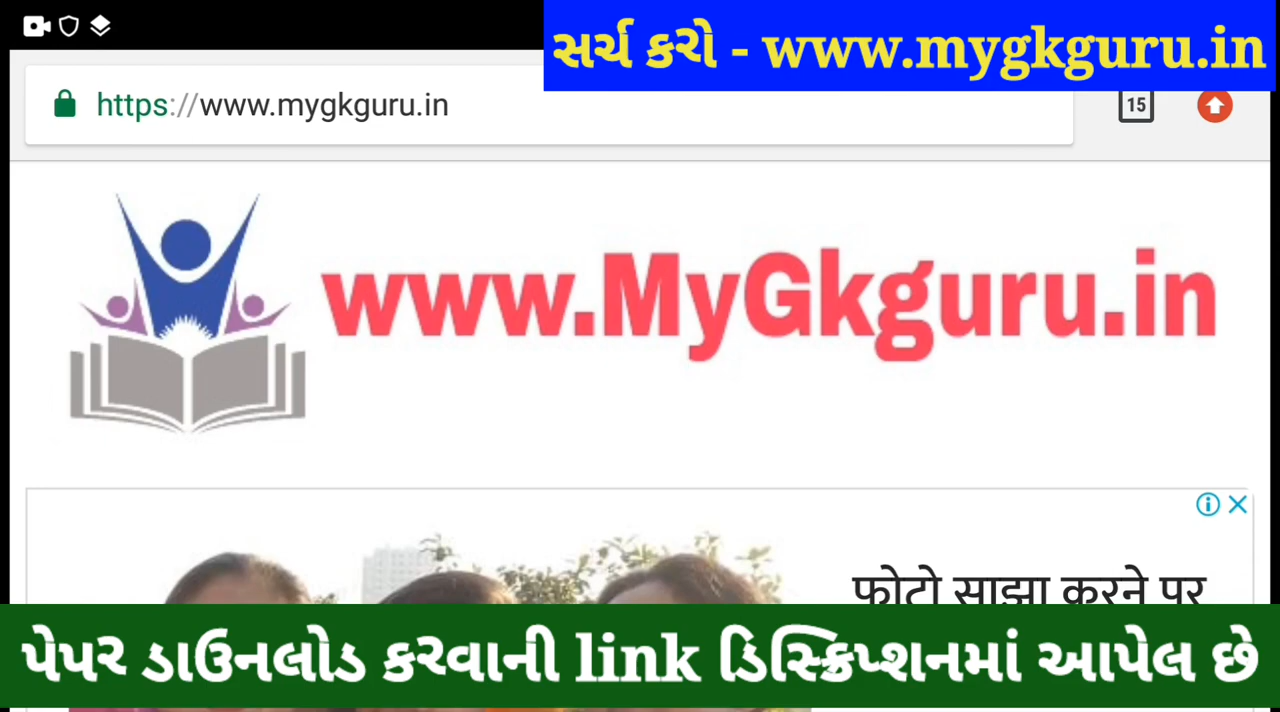 સર્ચ કરો - www.mygkguru.in
https://www.mygkguru.in
15
www.MyGkguru.in
फोटो साझा करने पर
પેપર ડાઉનલોડ કરવાની link ડિસ્ક્રિપ્શનમાં આપેલ છે